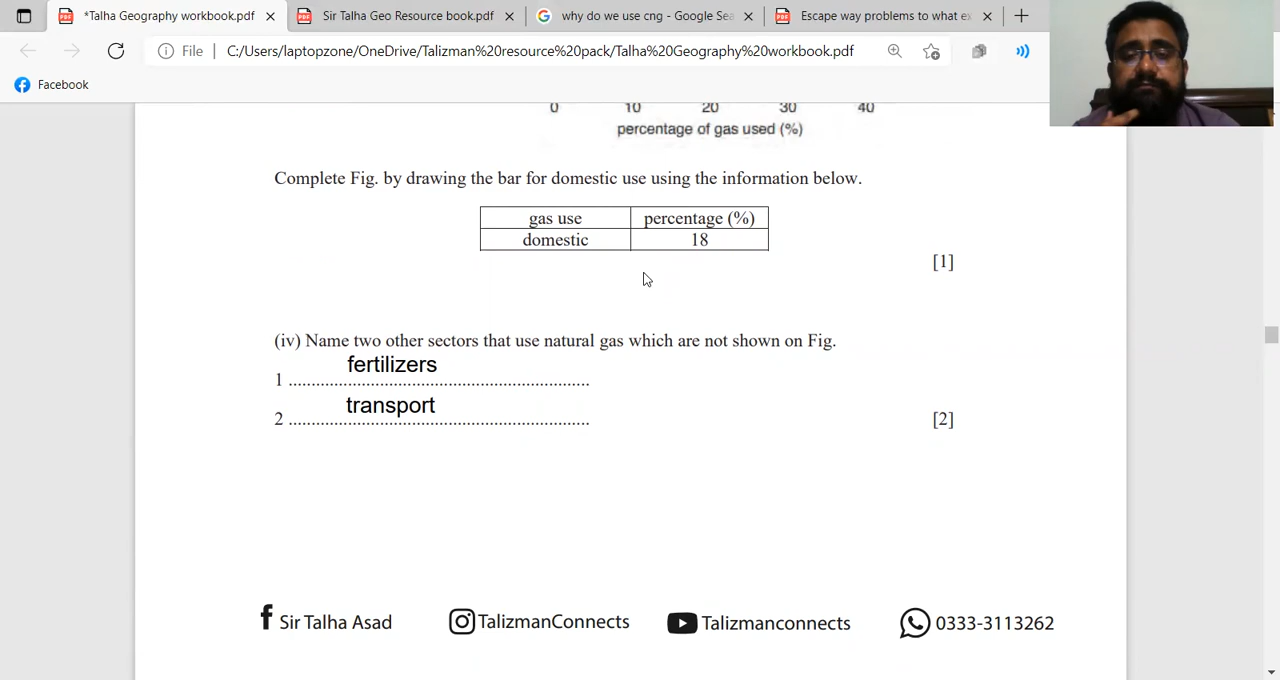 *Talha Geography workbook.pdf
Sir Talha Geo Resource book.pdf
why do we use cng - Google Sea
Escape way problems to what ex
File
C:/Users/laptopzone/OneDrive/Talizman%20resource%20pack/Talha%20Geography%20workbook.pdf
Facebook
0 10 20 30 40
percentage of gas used (%)
Complete Fig. by drawing the bar for domestic use using the information below.
gas use percentage (%)
domestic 18
[1]
(iv) Name two other sectors that use natural gas which are not shown on Fig.
fertilizers
1 ..................................................................
transport
2 ..................................................................
[2]
Sir Talha Asad
TalizmanConnects
Talizmanconnects
0333-3113262